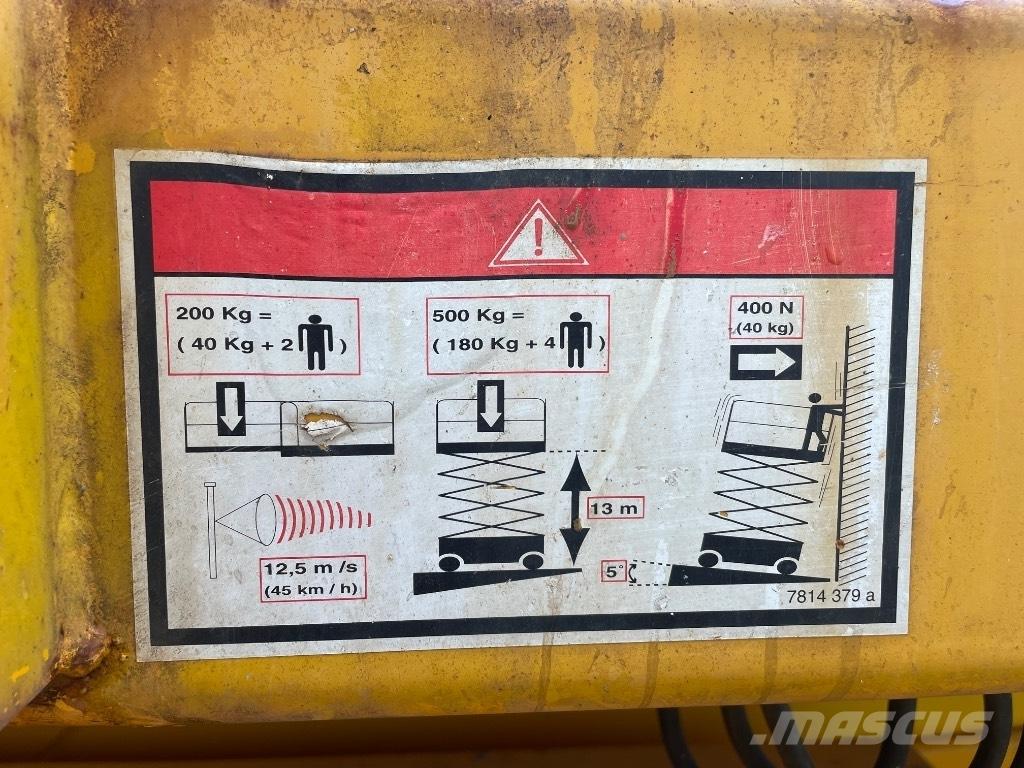 200 Kg =
( 40 Kg + 2 )
500 Kg =
( 180 Kg + 4 )
400 N
(40 kg)
13 m
12,5 m /s
(45 km / h)
5°
7814 379 a
MASCUS